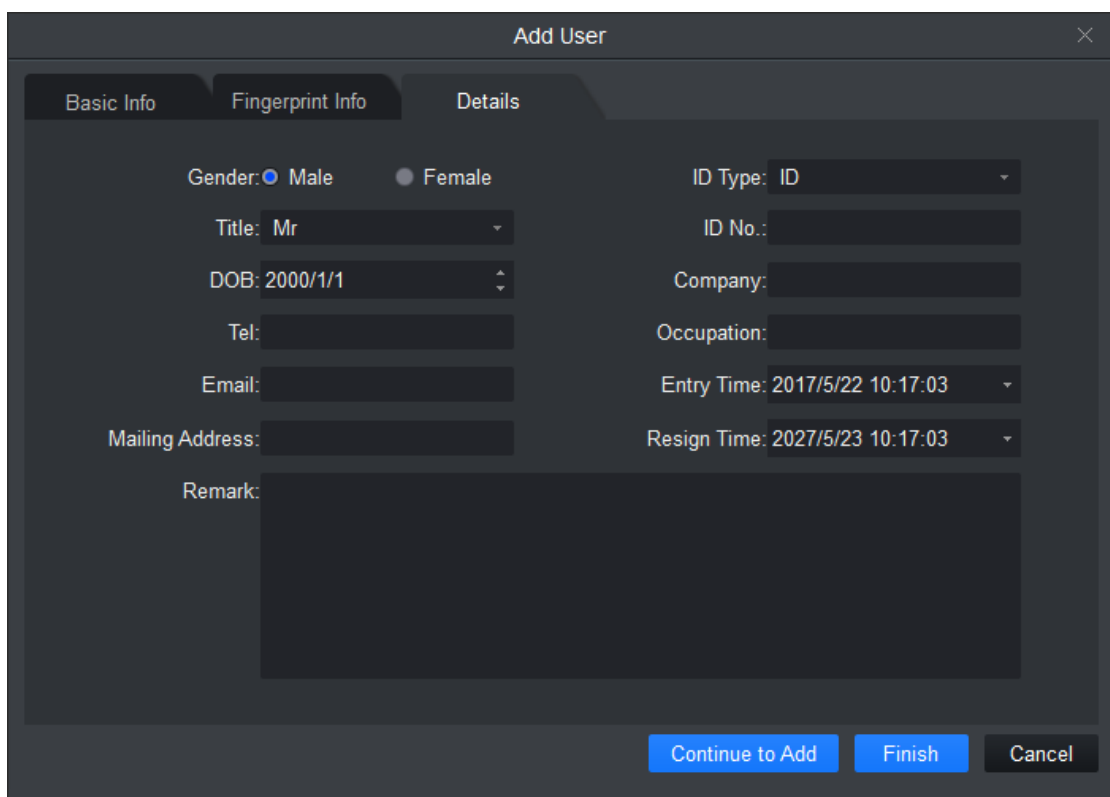 Add User
Basic Info Fingerprint Info Details
Gender: Male Female ID Type: ID
Title: Mr ID No.:
DOB: 2000/1/1 Company:
Tel: Occupation:
Email: Entry Time: 2017/5/22 10:17:03
Mailing Address: Resign Time: 2027/5/23 10:17:03
Remark:
Continue to Add Finish Cancel